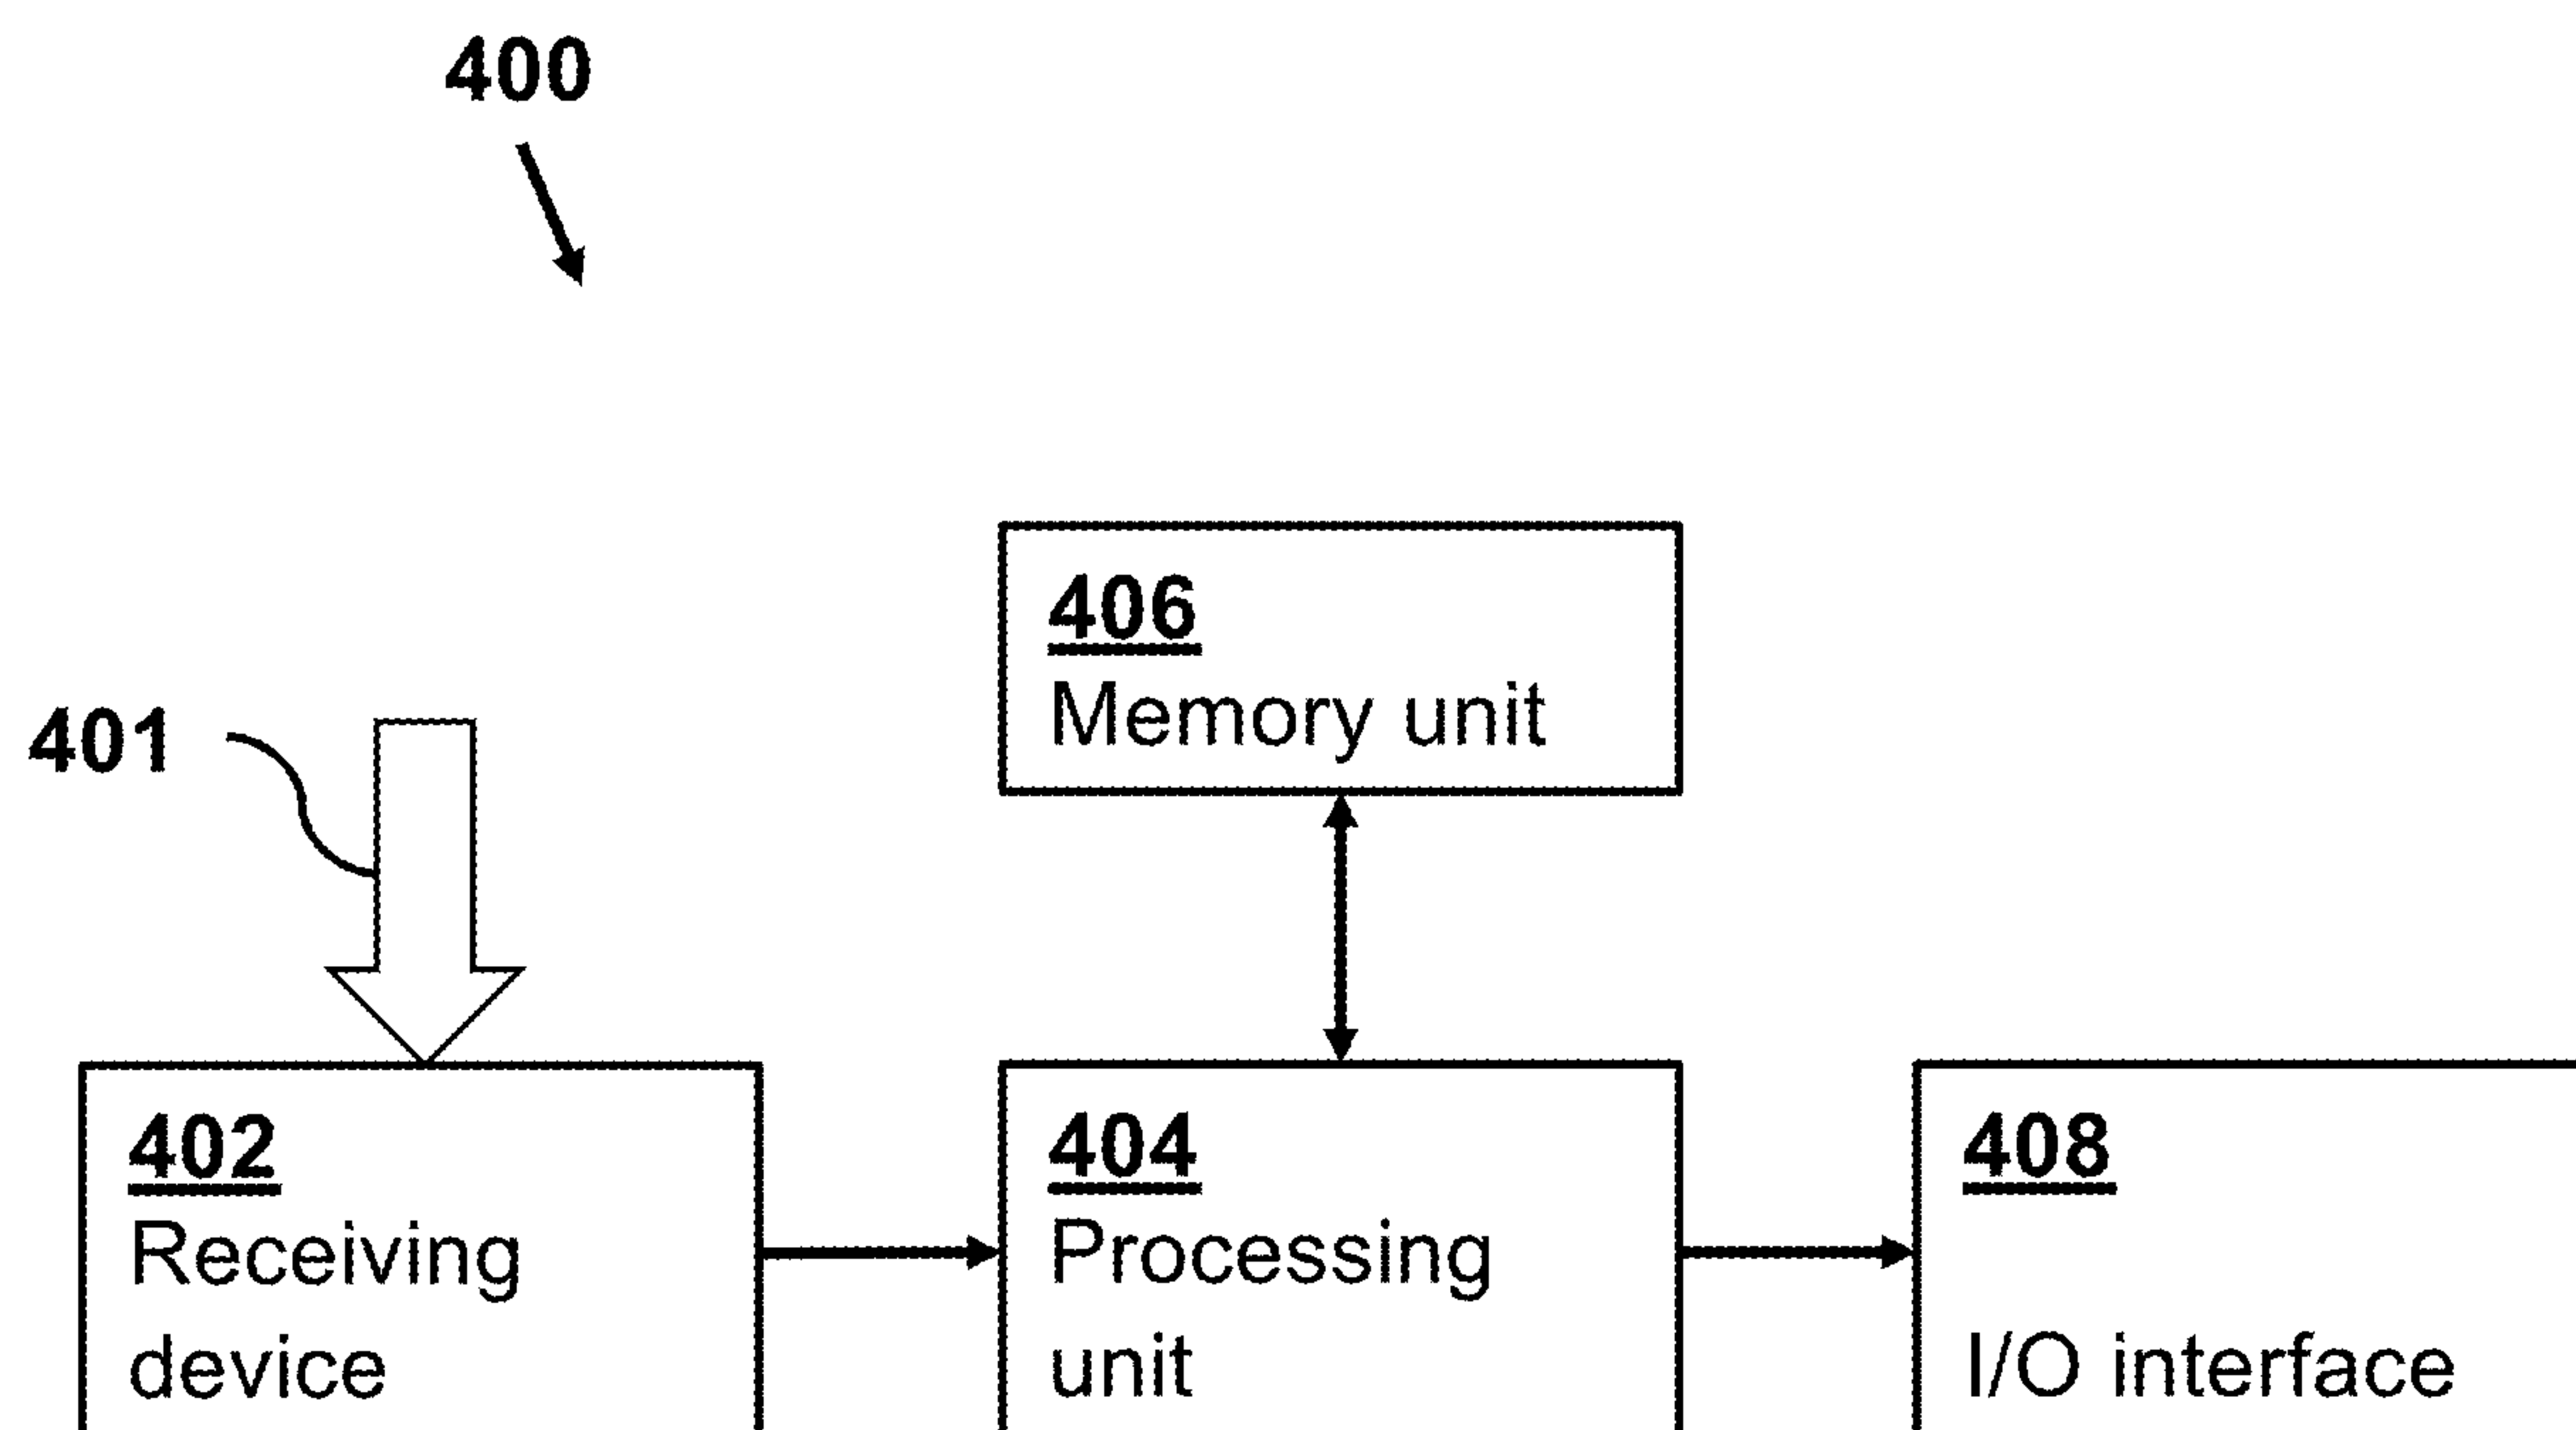 400
406
Memory unit
401
402
Receiving
device
404
Processing
unit
408
I/O interface